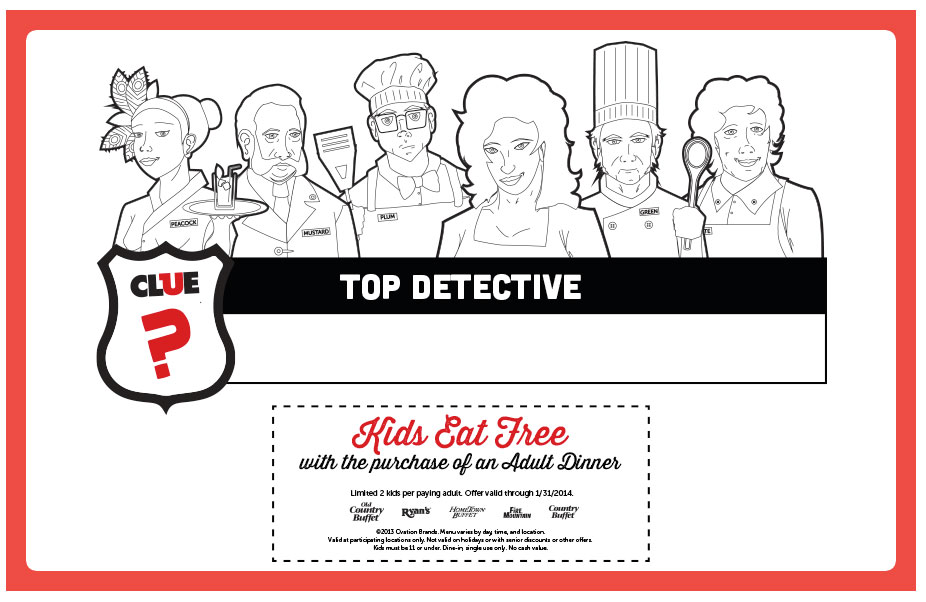 PEACOCK
MUSTARD
PLUM
GREEN
TE
CLUE
?
TOP DETECTIVE
Kids Eat Free
with the purchase of an Adult Dinner
Limited 2 kids per paying adult. Offer valid through 1/31/2014.
Old Country Buffet
Ryan's
HomeTown Buffet
Fire Mountain
Country Buffet
©2013 Ovation Brands. Menu varies by day, time, and location.
Valid at participating locations only. Not valid on holidays or with senior discounts or other offers.
Kids must be 11 or under. Dine-in, single use only. No cash value.